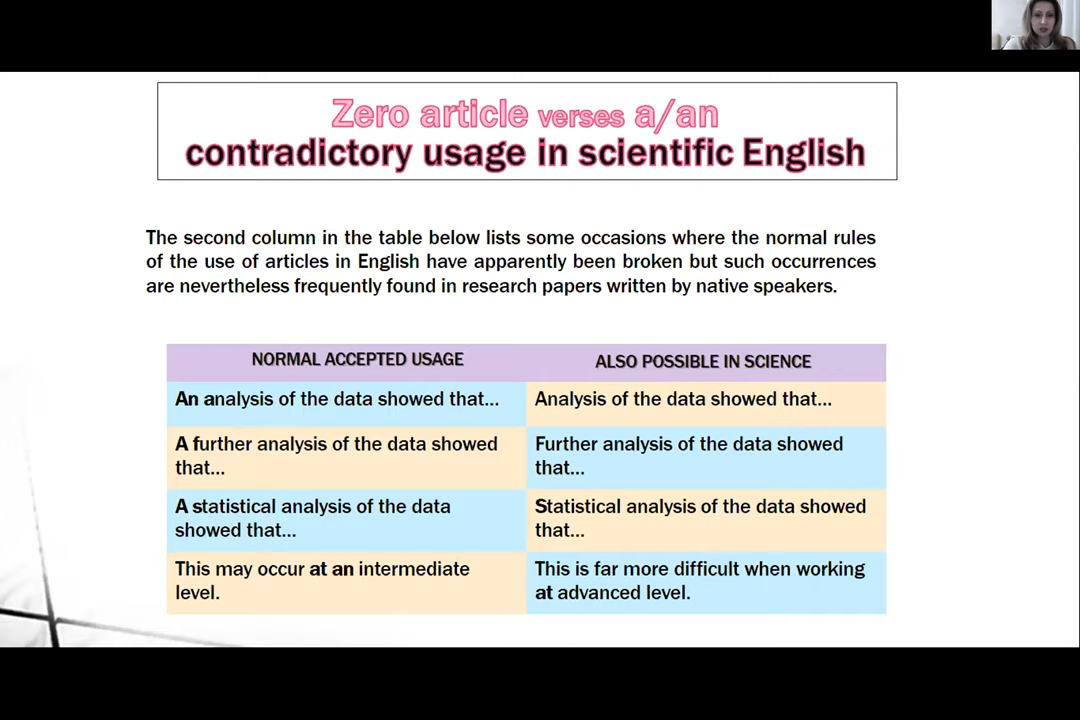 Zero article verses a/an
contradictory usage in scientific English
The second column in the table below lists some occasions where the normal rules
of the use of articles in English have apparently been broken but such occurrences
are nevertheless frequently found in research papers written by native speakers.
NORMAL ACCEPTED USAGE
ALSO POSSIBLE IN SCIENCE
An analysis of the data showed that...
Analysis of the data showed that...
A further analysis of the data showed
that...
Further analysis of the data showed
that...
A statistical analysis of the data
showed that...
Statistical analysis of the data showed
that...
This may occur at an intermediate
level.
This is far more difficult when working
at advanced level.